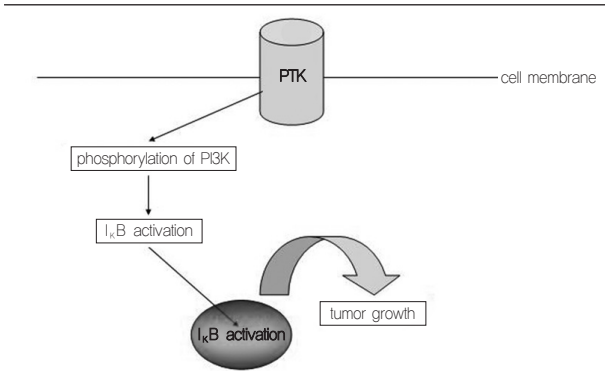 PTK
cell membrane
phosphorylation of PI3K
IκB activation
tumor growth
IκB activation